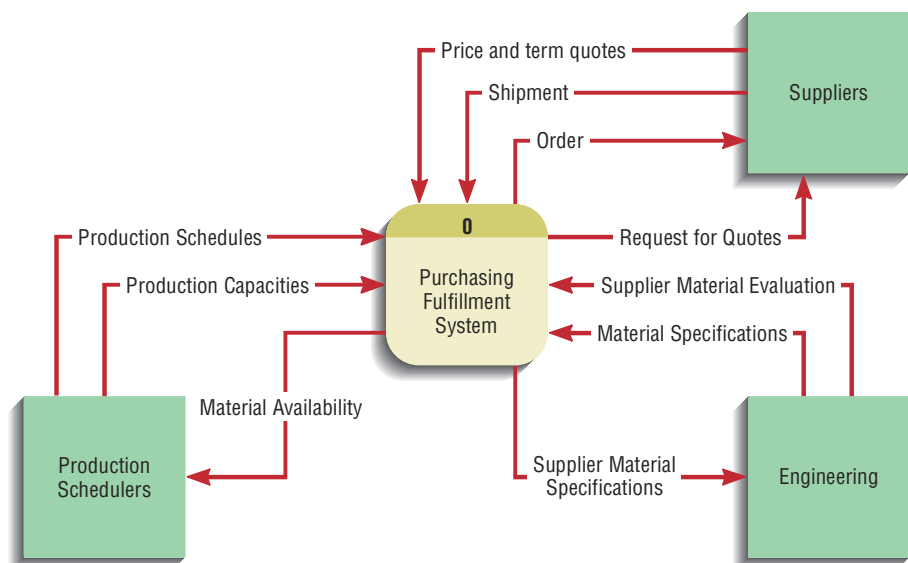 Price and term quotes
Suppliers
Shipment
Order
0
Production Schedules
Request for Quotes
Production Capacities
Purchasing
Fulfillment
System
Supplier Material Evaluation
Material Specifications
Material Availability
Production
Schedulers
Supplier Material
Specifications
Engineering